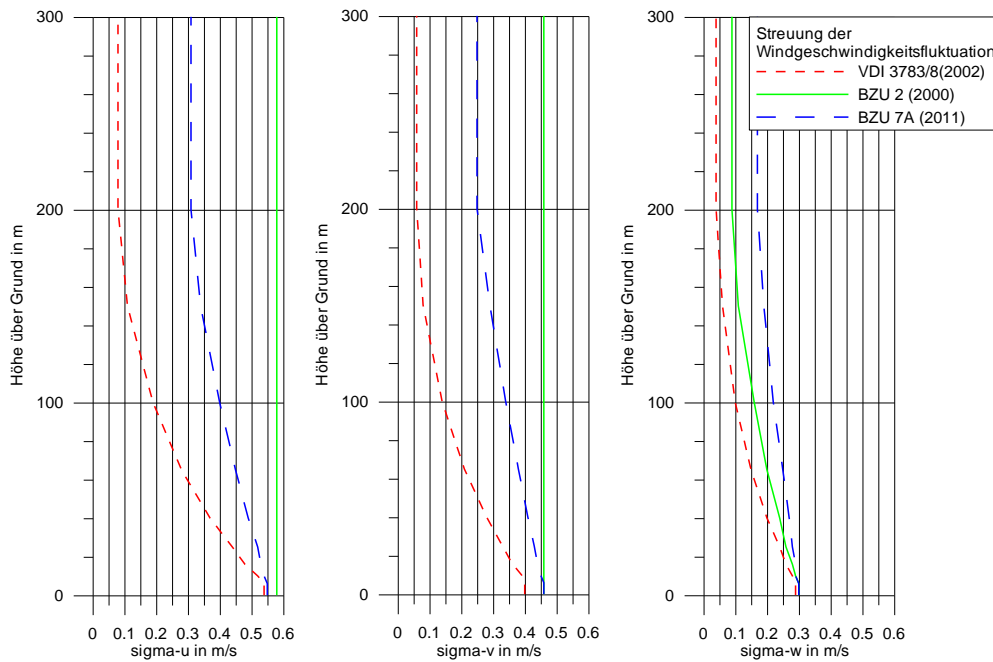 300
200
100
0
Höhe über Grund in m
0 0.1 0.2 0.3 0.4 0.5 0.6
sigma-u in m/s
300
200
100
0
Höhe über Grund in m
0 0.1 0.2 0.3 0.4 0.5 0.6
sigma-v in m/s
300
200
100
0
Höhe über Grund in m
0 0.1 0.2 0.3 0.4 0.5 0.6
sigma-w in m/s
Streuung der
Windgeschwindigkeitsfluktuation
VDI 3783/8(2002)
BZU 2 (2000)
BZU 7A (2011)